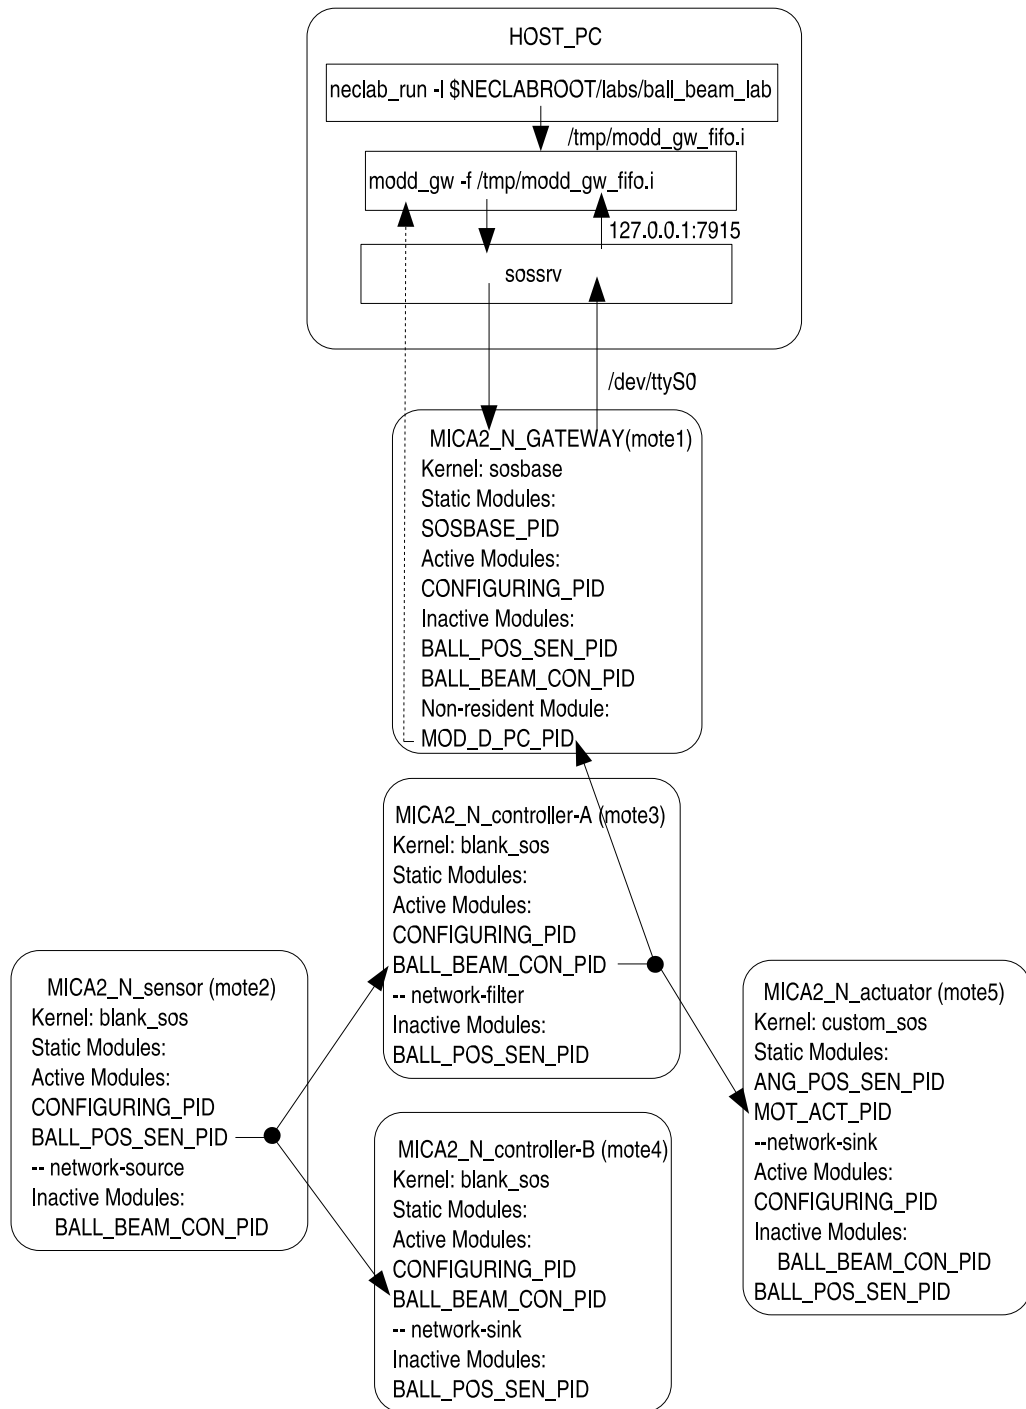 HOST_PC
neclab_run -l $NECLABROOT/labs/ball_beam_lab
/tmp/modd_gw_fifo.i
modd_gw -f /tmp/modd_gw_fifo.i
127.0.0.1:7915
sossrv
/dev/ttyS0
MICA2_N_GATEWAY(mote1)
Kernel: sosbase
Static Modules:
SOSBASE_PID
Active Modules:
CONFIGURING_PID
Inactive Modules:
BALL_POS_SEN_PID
BALL_BEAM_CON_PID
Non-resident Module:
MOD_D_PC_PID
MICA2_N_controller-A (mote3)
Kernel: blank_sos
Static Modules:
Active Modules:
CONFIGURING_PID
BALL_BEAM_CON_PID
-- network-filter
Inactive Modules:
BALL_POS_SEN_PID
MICA2_N_sensor (mote2)
Kernel: blank_sos
Static Modules:
Active Modules:
CONFIGURING_PID
BALL_POS_SEN_PID
-- network-source
Inactive Modules:
BALL_BEAM_CON_PID
MICA2_N_actuator (mote5)
Kernel: custom_sos
Static Modules:
ANG_POS_SEN_PID
MOT_ACT_PID
--network-sink
Active Modules:
CONFIGURING_PID
Inactive Modules:
BALL_BEAM_CON_PID
BALL_POS_SEN_PID
MICA2_N_controller-B (mote4)
Kernel: blank_sos
Static Modules:
Active Modules:
CONFIGURING_PID
BALL_BEAM_CON_PID
-- network-sink
Inactive Modules:
BALL_POS_SEN_PID